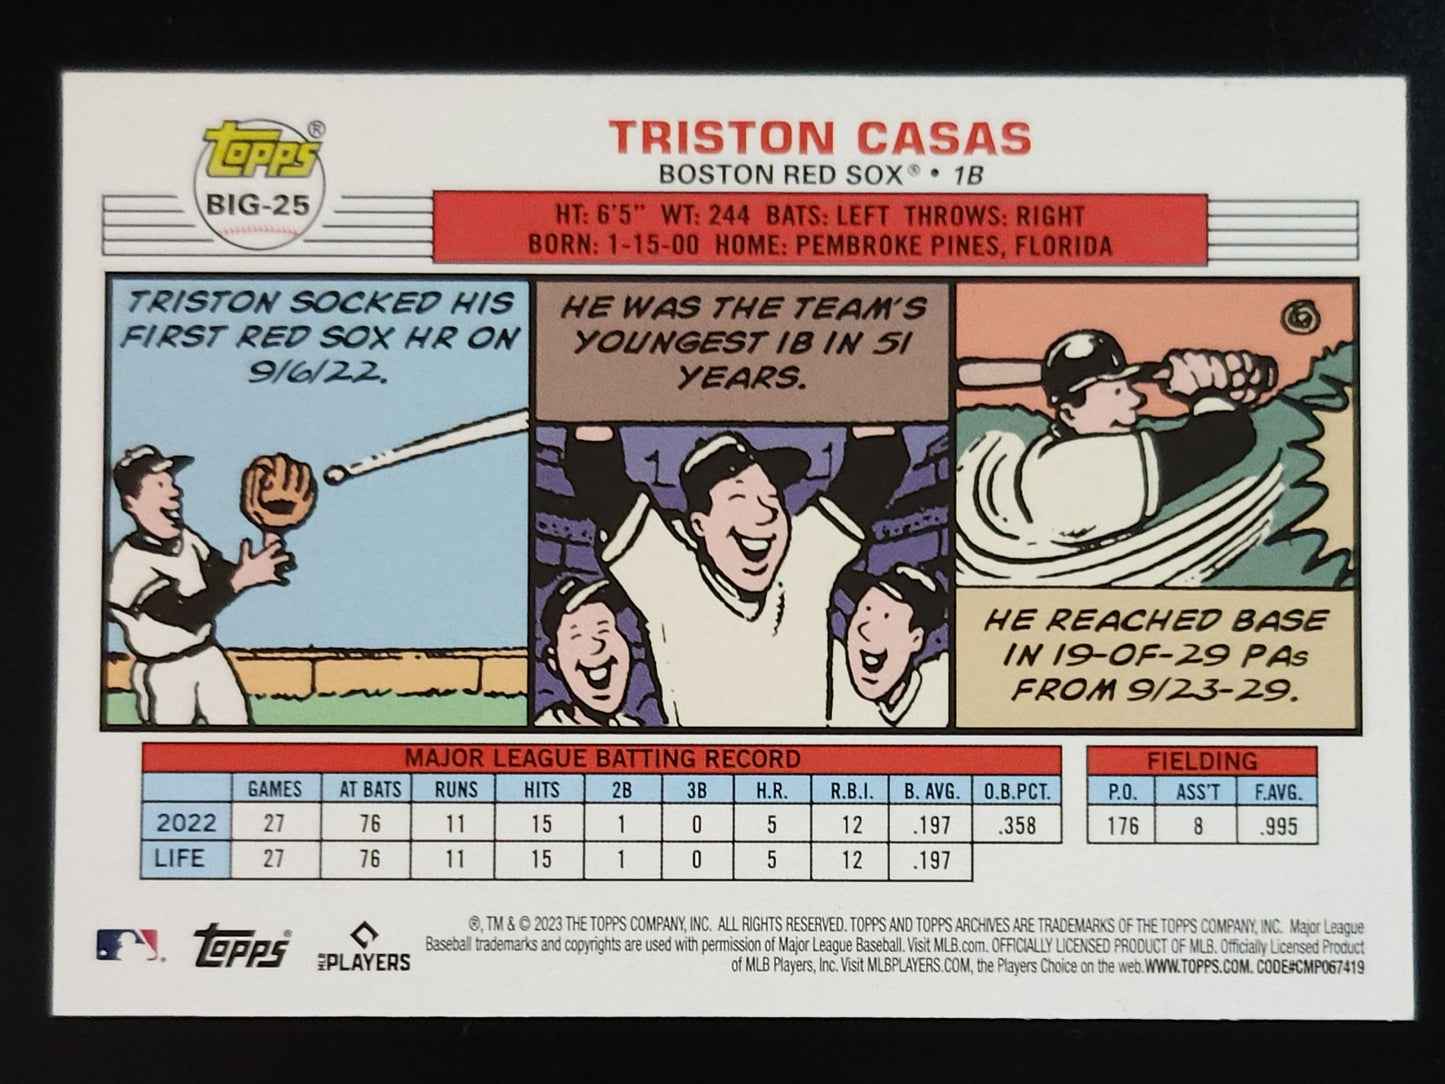 Topps®
BIG-25
TRISTON CASAS
BOSTON RED SOX® • 1B
HT: 6'5" WT: 244 BATS: LEFT THROWS: RIGHT
BORN: 1-15-00 HOME: PEMBROKE PINES, FLORIDA
TRISTON SOCKED HIS
FIRST RED SOX HR ON
9/6/22.
HE WAS THE TEAM'S
YOUNGEST 1B IN 51
YEARS.
1 1
HE REACHED BASE
IN 19-OF-29 PAs
FROM 9/23-29.
MAJOR LEAGUE BATTING RECORD
GAMES AT BATS RUNS HITS 2B 3B H.R. R.B.I. B. AVG. O.B.PCT.
2022 27 76 11 15 1 0 5 12 .197 .358
LIFE 27 76 11 15 1 0 5 12 .197
FIELDING
P.O. ASS'T F.AVG.
176 8 .995
Topps®
MLB PLAYERS
®, TM & © 2023 THE TOPPS COMPANY, INC. ALL RIGHTS RESERVED. TOPPS AND TOPPS ARCHIVES ARE TRADEMARKS OF THE TOPPS COMPANY, INC. Major League
Baseball trademarks and copyrights are used with permission of Major League Baseball. Visit MLB.com. OFFICIALLY LICENSED PRODUCT OF MLB. Officially Licensed Product
of MLB Players, Inc. Visit MLBPLAYERS.COM, the Players Choice on the web. WWW.TOPPS.COM. CODE#CMP067419